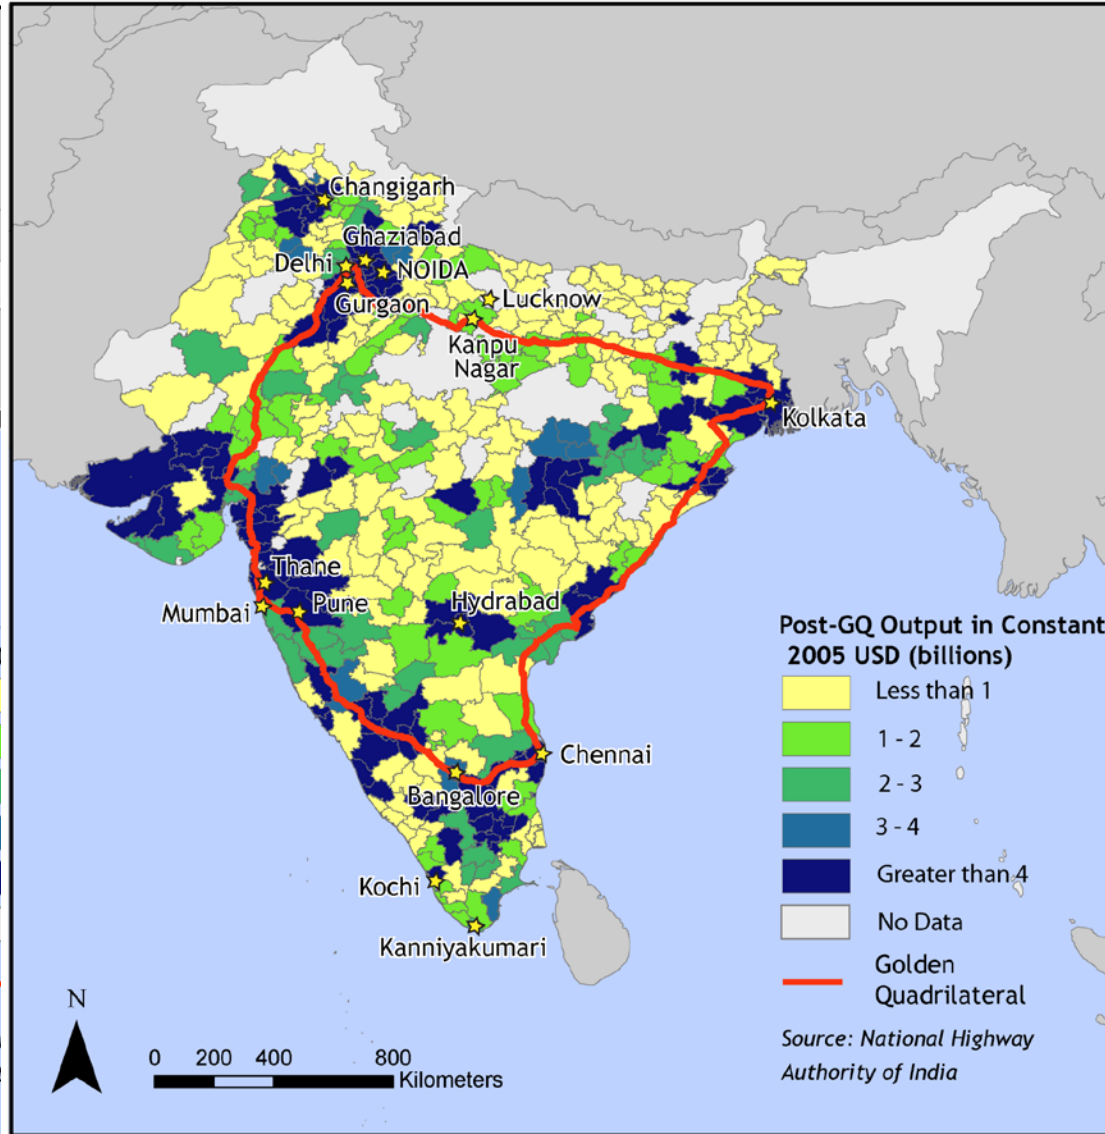 Changigarh
Ghaziabad
Delhi
NOIDA
Gurgaon
Lucknow
Kanpu
Nagar
Kolkata
Thane
Mumbai
Pune
Hydrabad
Chennai
Bangalore
Kochi
Kanniyakumari
Post-GQ Output in Constant
2005 USD (billions)
Less than 1
1 - 2
2 - 3
3 - 4
Greater than 4
No Data
Golden
Quadrilateral
Source: National Highway
Authority of India
N
0 200 400 800
Kilometers